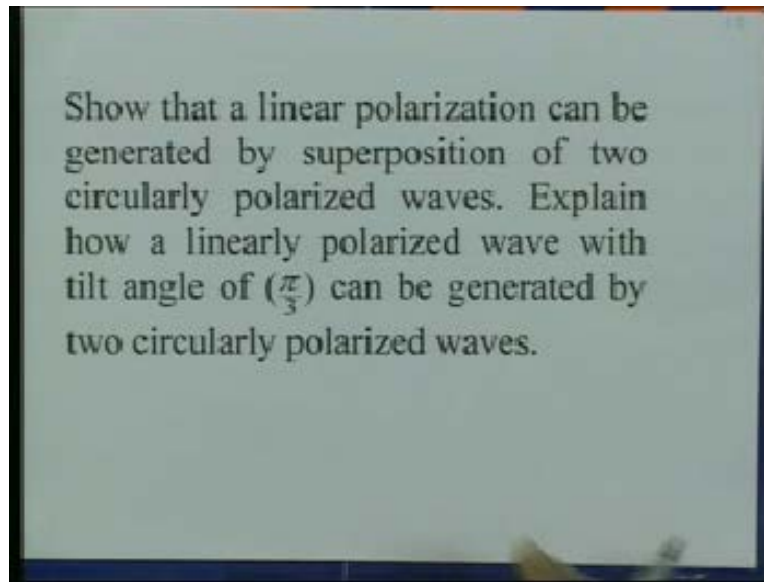 Show that a linear polarization can be
generated by superposition of two
circularly polarized waves. Explain
how a linearly polarized wave with
tilt angle of (π/3) can be generated by
two circularly polarized waves.